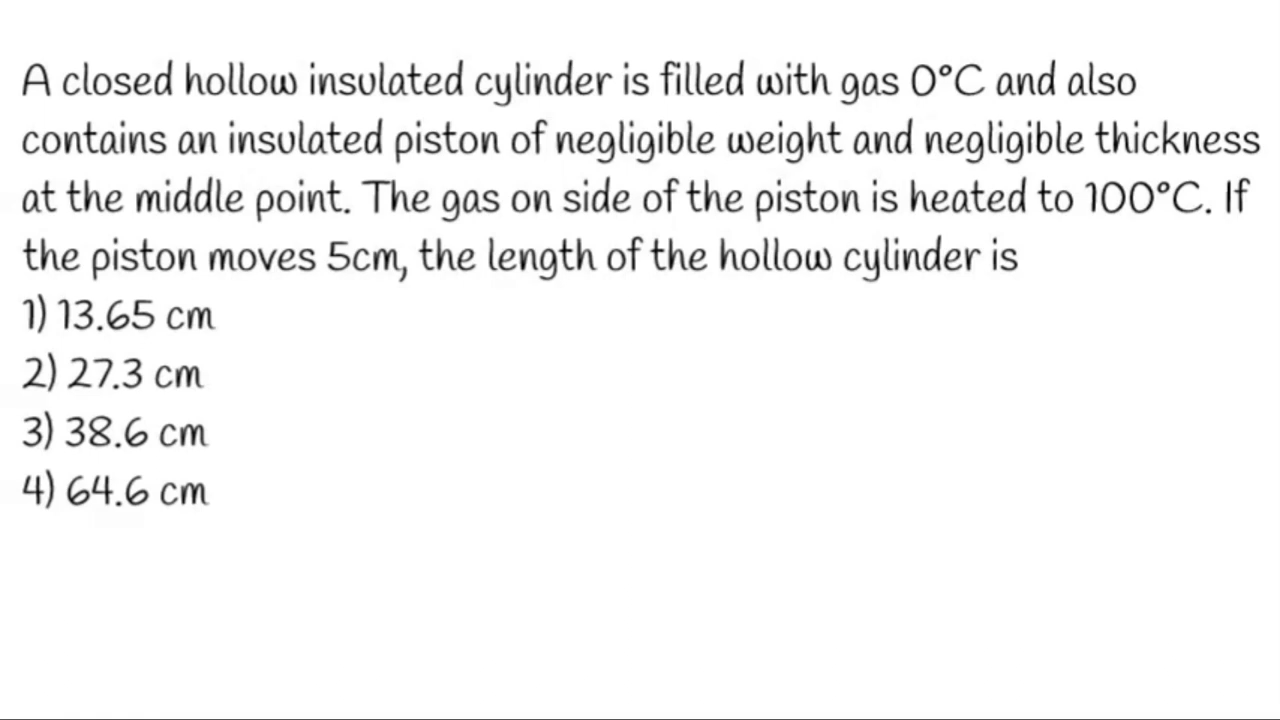 A closed hollow insulated cylinder is filled with gas 0°C and also
contains an insulated piston of negligible weight and negligible thickness
at the middle point. The gas on side of the piston is heated to 100°C. If
the piston moves 5cm, the length of the hollow cylinder is
1) 13.65 cm
2) 27.3 cm
3) 38.6 cm
4) 64.6 cm